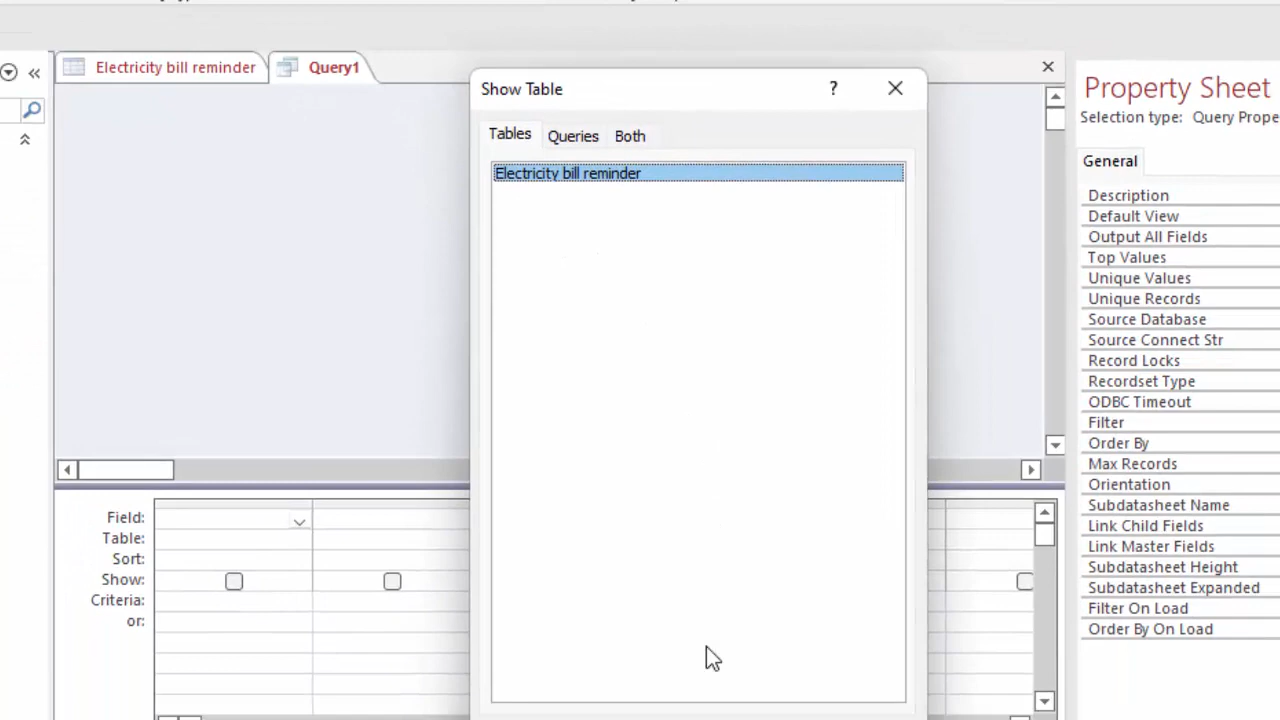 Electricity bill reminder
Query1
Show Table
?
Tables
Queries
Both
Electricity bill reminder
Property Sheet
Selection type: Query Prope
General
Description
Default View
Output All Fields
Top Values
Unique Values
Unique Records
Source Database
Source Connect Str
Record Locks
Recordset Type
ODBC Timeout
Filter
Order By
Max Records
Orientation
Subdatasheet Name
Link Child Fields
Link Master Fields
Subdatasheet Height
Subdatasheet Expanded
Filter On Load
Order By On Load
Field:
Table:
Sort:
Show:
Criteria:
or: